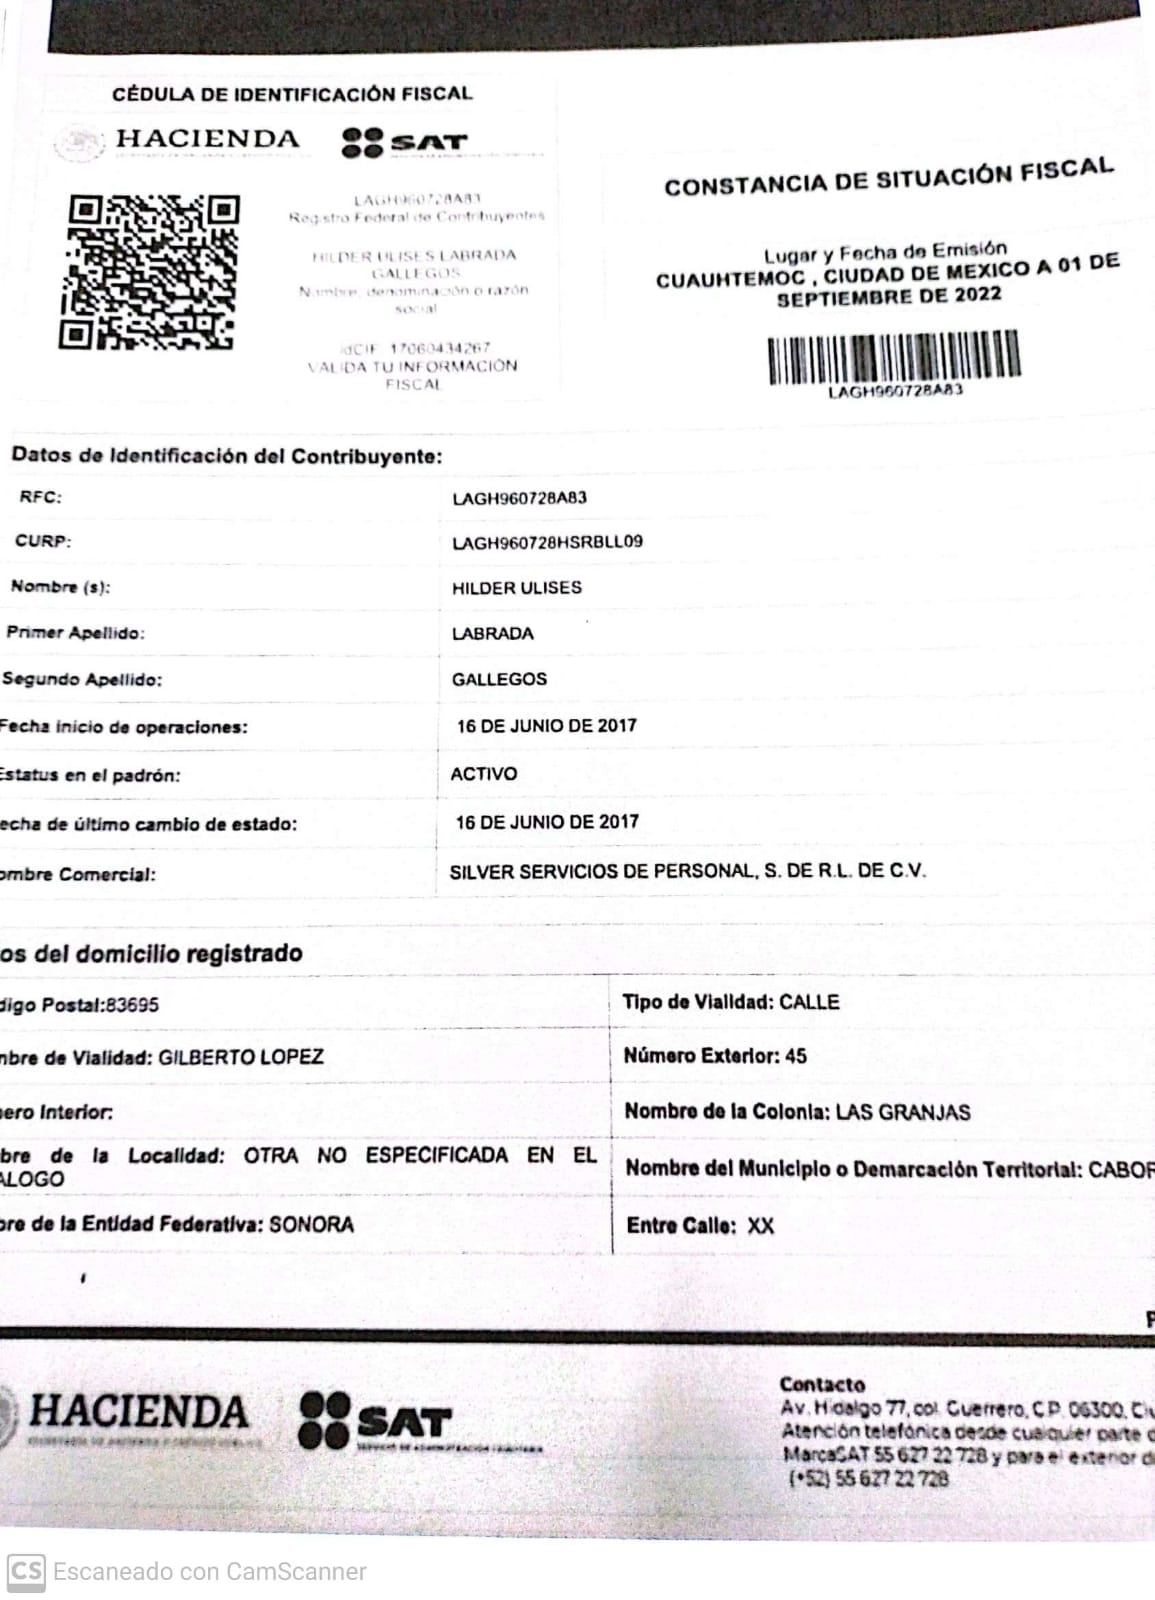 CÉDULA DE IDENTIFICACIÓN FISCAL
HACIENDA
SAT
LAGH960728A83
Registro Federal de Contribuyentes
HILDER ULISES LABRADA
GALLEGOS
Nombre, denominación o razón
social
idCIF: 17060434267
VALIDA TU INFORMACIÓN
FISCAL
CONSTANCIA DE SITUACIÓN FISCAL
Lugar y Fecha de Emisión
CUAUHTEMOC , CIUDAD DE MEXICO A 01 DE
SEPTIEMBRE DE 2022
LAGH960728A83
Datos de Identificación del Contribuyente:
RFC: LAGH960728A83
CURP: LAGH960728HSRBLL09
Nombre (s): HILDER ULISES
Primer Apellido: LABRADA
Segundo Apellido: GALLEGOS
Fecha inicio de operaciones: 16 DE JUNIO DE 2017
Estatus en el padrón: ACTIVO
echa de último cambio de estado: 16 DE JUNIO DE 2017
ombre Comercial: SILVER SERVICIOS DE PERSONAL, S. DE R.L. DE C.V.
os del domicilio registrado
digo Postal:83695 Tipo de Vialidad: CALLE
nbre de Vialidad: GILBERTO LOPEZ Número Exterior: 45
nero Interior: Nombre de la Colonia: LAS GRANJAS
bre de la Localidad: OTRA NO ESPECIFICADA EN EL
ALOGO
Nombre del Municipio o Demarcación Territorial: CABOR
bre de la Entidad Federativa: SONORA Entre Calle: XX
HACIENDA
SAT
Contacto
Av. Hidalgo 77, col. Guerrero, C.P. 06300, Ciu
Atención telefónica desde cualquier parte d
MarcaSAT 55 627 22 728 y para el exterior d
(+52) 55 627 22 728
CS Escaneado con CamScanner